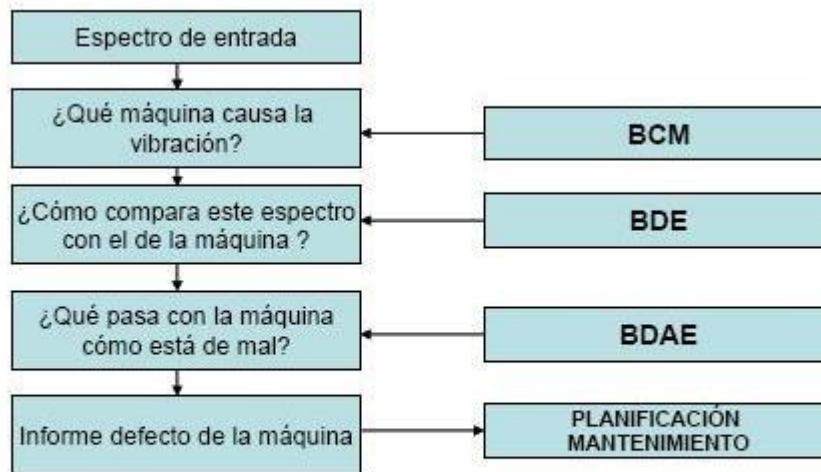 Espectro de entrada
¿Qué máquina causa la
vibración?
BCM
¿Cómo compara este espectro
con el de la máquina ?
BDE
¿Qué pasa con la máquina
cómo está de mal?
BDAE
Informe defecto de la máquina
PLANIFICACIÓN
MANTENIMIENTO